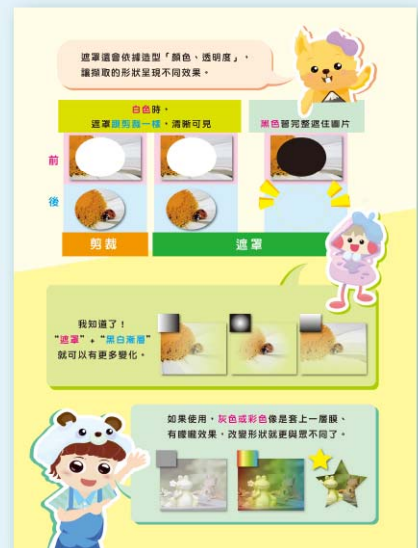 遮罩還會依據造型「顏色、透明度」，
讓擷取的形狀呈現不同效果。
白色時，
遮罩跟剪裁一樣，清晰可見
黑色會完整遮住圖片
前
後
剪裁
遮罩
我知道了！
“遮罩”+“黑白漸層”
就可以有更多變化。
如果使用，灰色或彩色像是套上一層膜、
有朦朧效果，改變形狀就更與眾不同了。